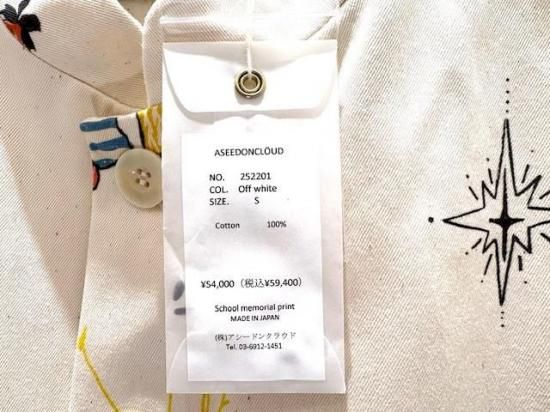 ASEEDONCLÖUD
NO. 252201
COL. Off white
SIZE. S
Cotton 100%
¥54,000（税込¥59,400）
School memorial print
MADE IN JAPAN
(株)アシードンクラウド
Tel. 03-6912-1451